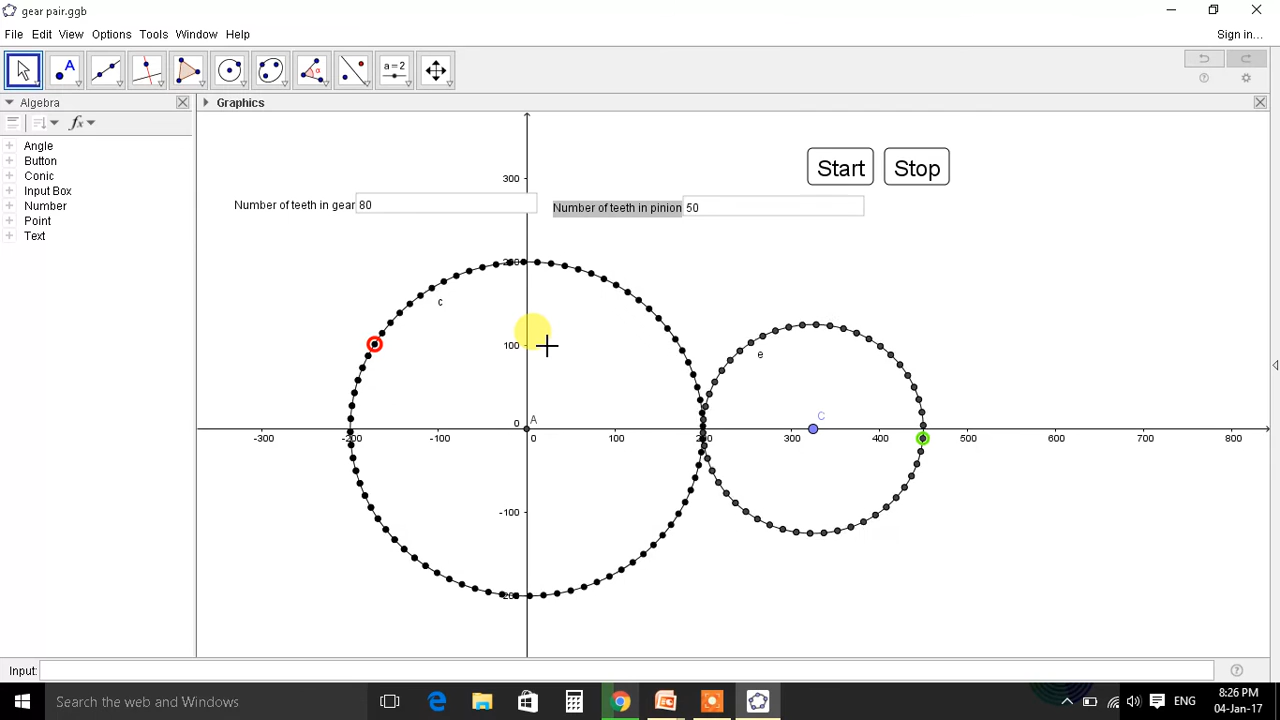 gear pair.ggb
File Edit View Options Tools Window Help
Sign in...
A
α
a = 2
?
Algebra
Graphics
fx
Angle
Button
Conic
Input Box
Number
Point
Text
Start Stop
300
Number of teeth in gear 80
Number of teeth in pinion 50
c
100
e
A
C
0
-300 -200 -100 0 100 200 300 400 500 600 700 800
-100
Input:
?
Search the web and Windows
ENG
8:26 PM
04-Jan-17